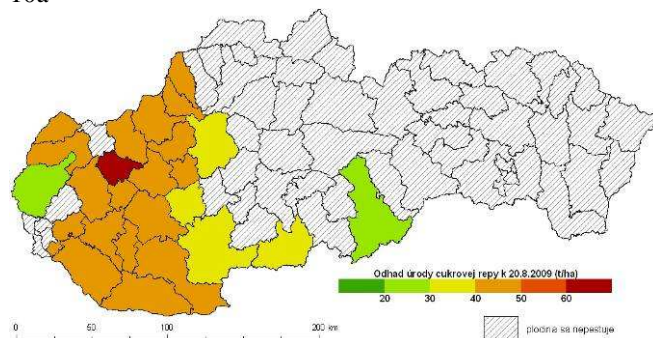 Odhad úrody cukrovej repy k 20.8.2009 (t/ha)
20 30 40 50 60
0 50 100 200 km
plodina sa nepestuje